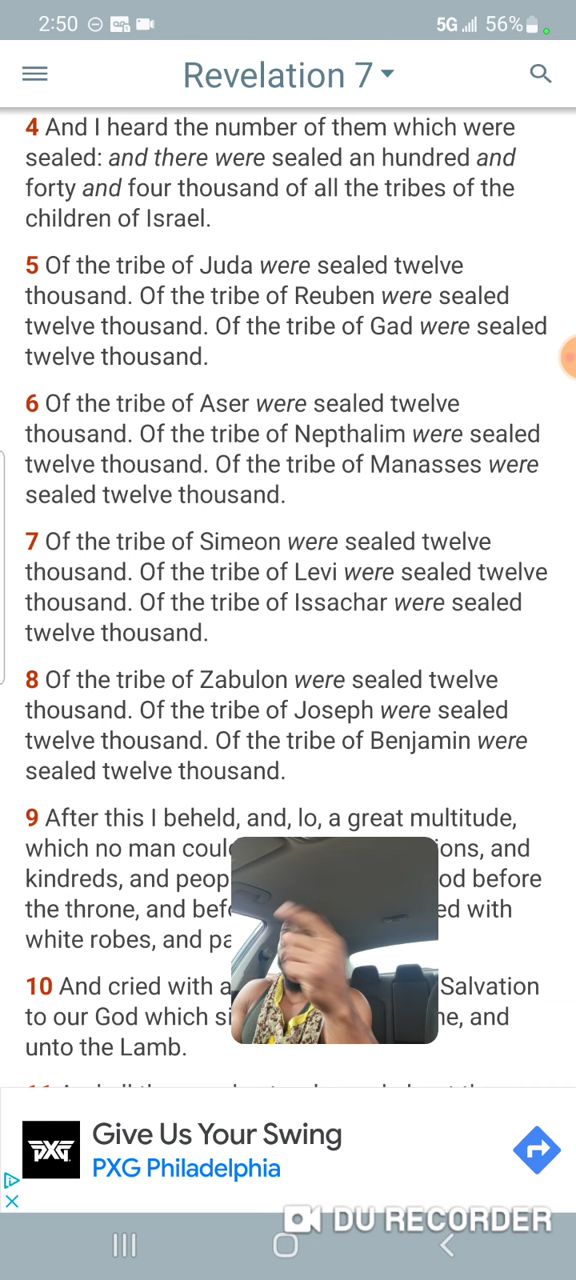 2:50
5G 56%
Revelation 7
4 And I heard the number of them which were
sealed: and there were sealed an hundred and
forty and four thousand of all the tribes of the
children of Israel.
5 Of the tribe of Juda were sealed twelve
thousand. Of the tribe of Reuben were sealed
twelve thousand. Of the tribe of Gad were sealed
twelve thousand.
6 Of the tribe of Aser were sealed twelve
thousand. Of the tribe of Nepthalim were sealed
twelve thousand. Of the tribe of Manasses were
sealed twelve thousand.
7 Of the tribe of Simeon were sealed twelve
thousand. Of the tribe of Levi were sealed twelve
thousand. Of the tribe of Issachar were sealed
twelve thousand.
8 Of the tribe of Zabulon were sealed twelve
thousand. Of the tribe of Joseph were sealed
twelve thousand. Of the tribe of Benjamin were
sealed twelve thousand.
9 After this I beheld, and, lo, a great multitude,
which no man and
kindreds, and before
the throne, and with
white robes, and
10 And cried with a Salvation
to our God which and
unto the Lamb.
Give Us Your Swing
PXG
PXG Philadelphia
DU RECORDER